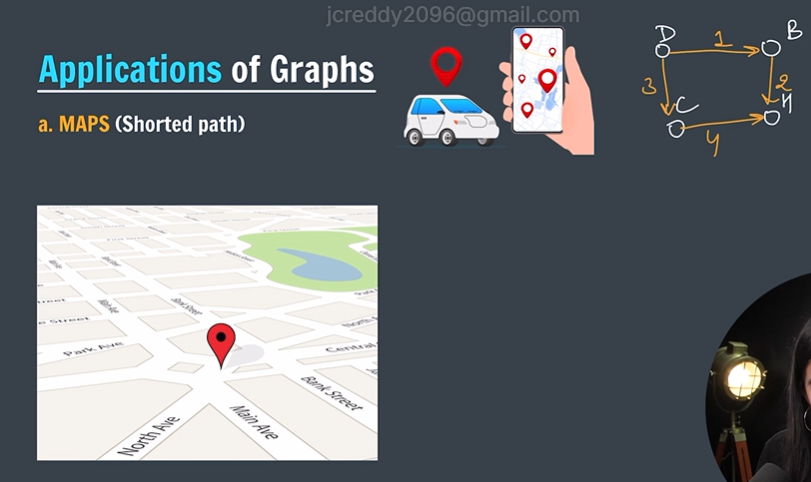 jcreddy2096@gmail.com
Applications of Graphs
a. MAPS (Shorted path)
D
1
B
3
2
C
H
4
Park Ave
North Ave
Main Ave
Bank Street
Central